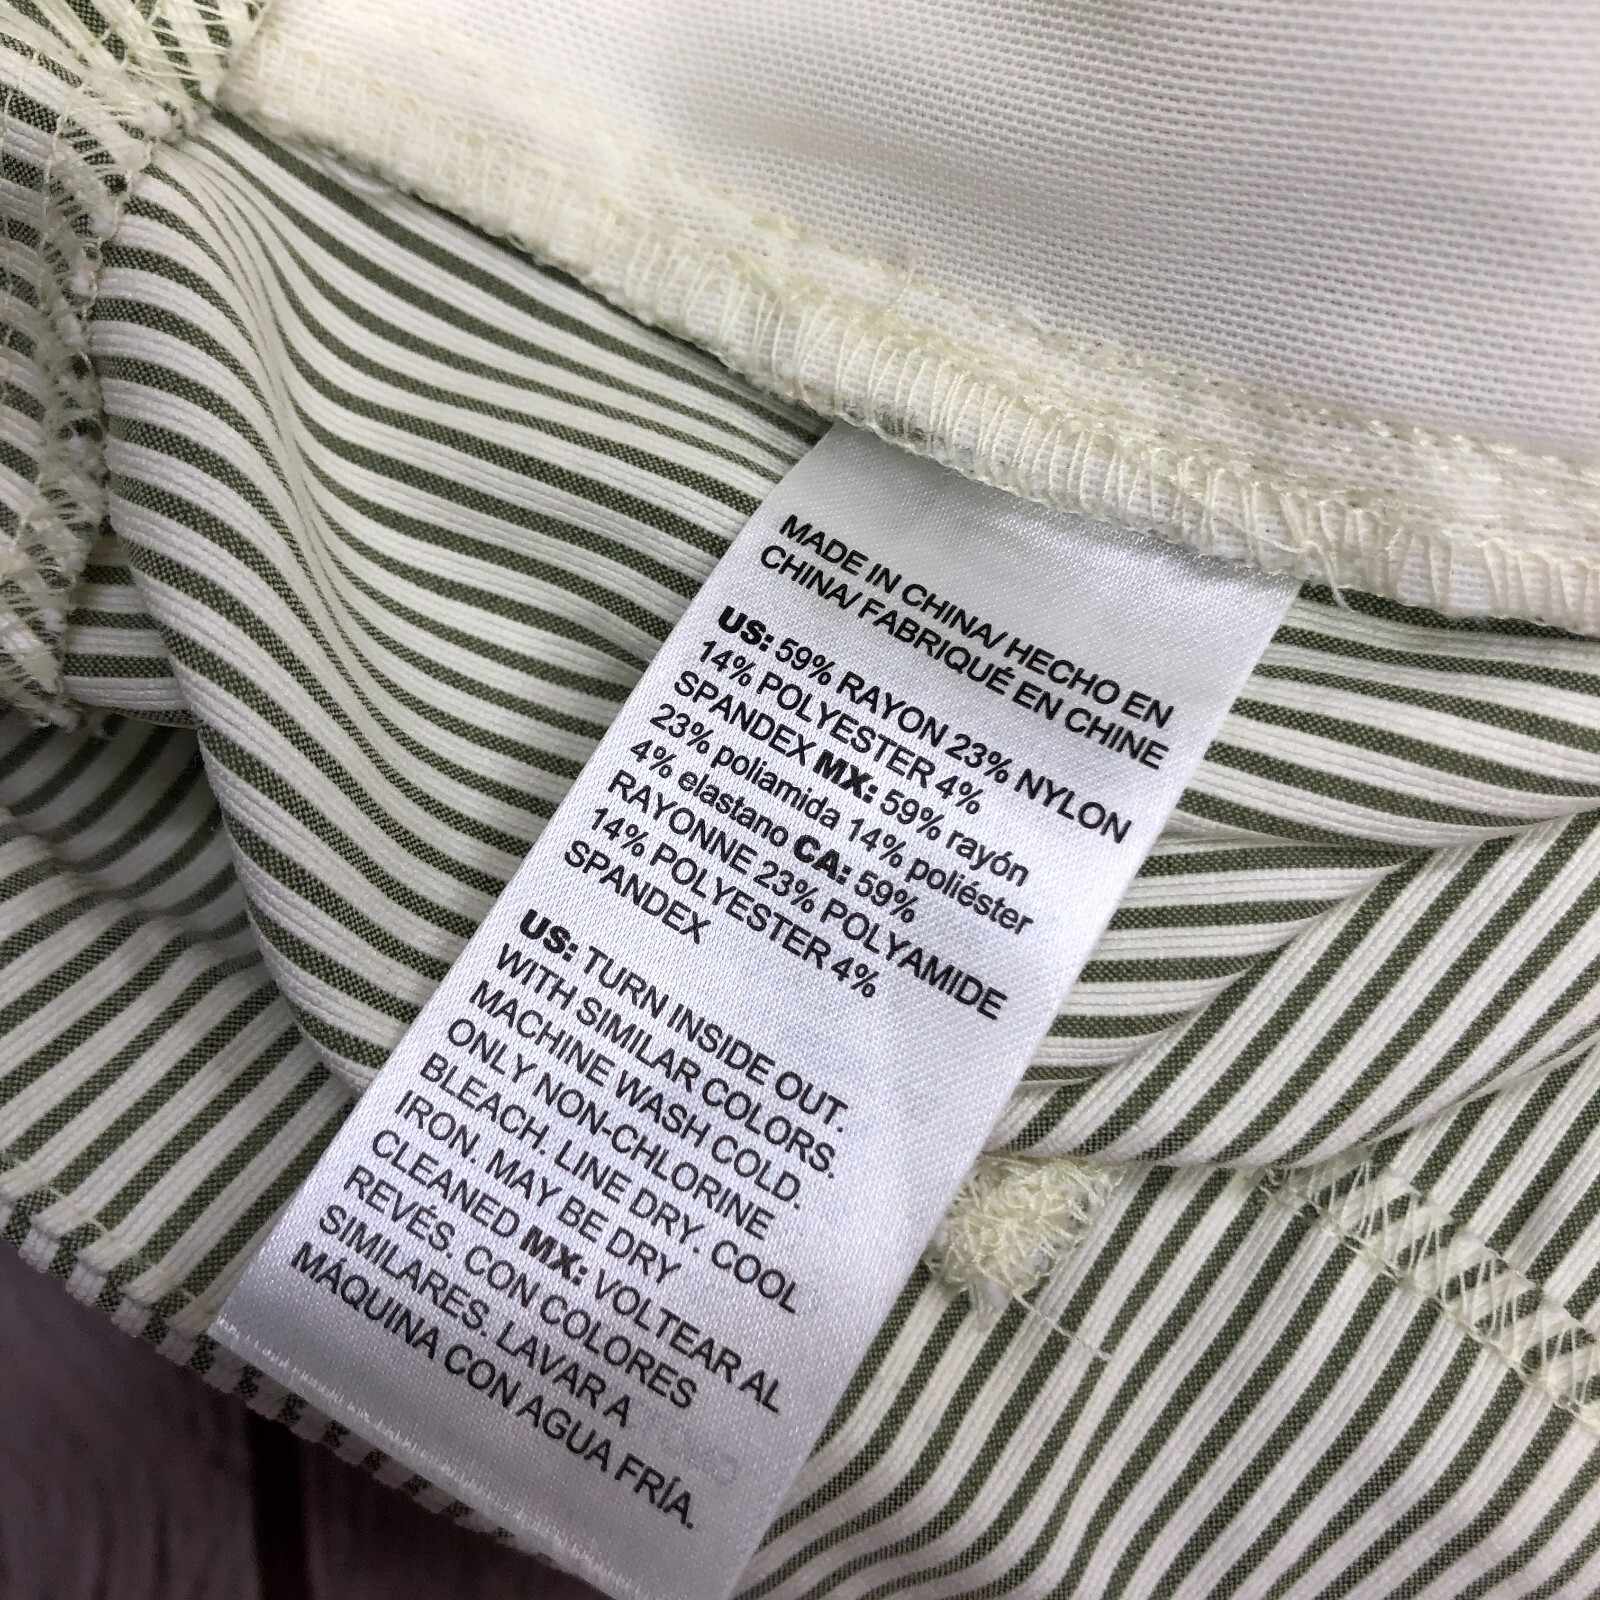 MADE IN CHINA/ HECHO EN
CHINA/ FABRIQUÉ EN CHINE
US: 59% RAYON 23% NYLON
14% POLYESTER 4%
SPANDEX MX: 59% rayón
23% poliamida 14% poliéster
4% elastano CA: 59%
RAYONNE 23% POLYAMIDE
14% POLYESTER 4%
SPANDEX
US: TURN INSIDE OUT.
WITH SIMILAR COLORS.
MACHINE WASH COLD.
ONLY NON-CHLORINE
BLEACH. LINE DRY. COOL
IRON. MAY BE DRY
CLEANED MX: VOLTEAR AL
REVÉS. CON COLORES
SIMILARES. LAVAR A
MÁQUINA CON AGUA FRÍA.